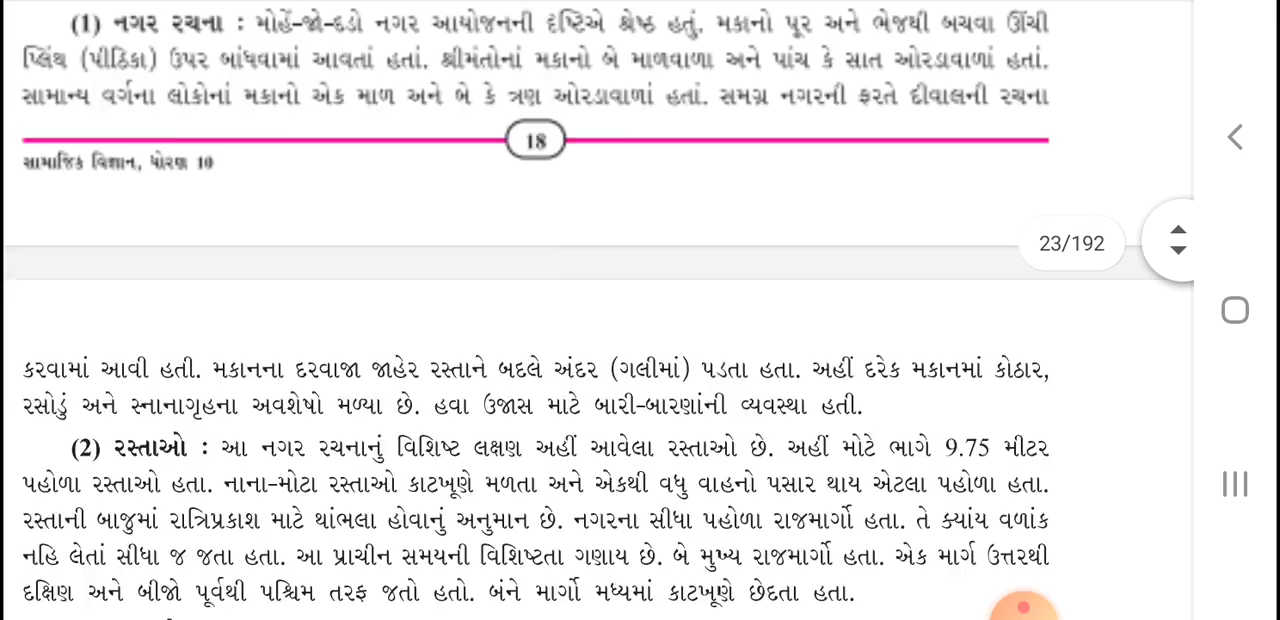 (1) નગર રચના : મોહેં-જો-દડો નગર આયોજનની દૃષ્ટિએ શ્રેષ્ઠ હતું. મકાનો પૂર અને ભેજથી બચવા ઊંચી
પ્લિંથ (પીઠિકા) ઉપર બાંધવામાં આવતાં હતાં. શ્રીમંતોનાં મકાનો બે માળવાળા અને પાંચ કે સાત ઓરડાવાળાં હતાં.
સામાન્ય વર્ગના લોકોનાં મકાનો એક માળ અને બે કે ત્રણ ઓરડાવાળાં હતાં. સમગ્ર નગરની ફરતે દીવાલની રચના
18
સામાજિક વિજ્ઞાન, ધોરણ 10
23/192
કરવામાં આવી હતી. મકાનના દરવાજા જાહેર રસ્તાને બદલે અંદર (ગલીમાં) પડતા હતા. અહીં દરેક મકાનમાં કોઠાર,
રસોડું અને સ્નાનાગૃહના અવશેષો મળ્યા છે. હવા ઉજાસ માટે બારી-બારણાંની વ્યવસ્થા હતી.
(2) રસ્તાઓ : આ નગર રચનાનું વિશિષ્ટ લક્ષણ અહીં આવેલા રસ્તાઓ છે. અહીં મોટે ભાગે 9.75 મીટર
પહોળા રસ્તાઓ હતા. નાના-મોટા રસ્તાઓ કાટખૂણે મળતા અને એકથી વધુ વાહનો પસાર થાય એટલા પહોળા હતા.
રસ્તાની બાજુમાં રાત્રિપ્રકાશ માટે થાંભલા હોવાનું અનુમાન છે. નગરના સીધા પહોળા રાજમાર્ગો હતા. તે ક્યાંય વળાંક
નહિ લેતાં સીધા જ જતા હતા. આ પ્રાચીન સમયની વિશિષ્ટતા ગણાય છે. બે મુખ્ય રાજમાર્ગો હતા. એક માર્ગ ઉત્તરથી
દક્ષિણ અને બીજો પૂર્વથી પશ્ચિમ તરફ જતો હતો. બંને માર્ગો મધ્યમાં કાટખૂણે છેદતા હતા.